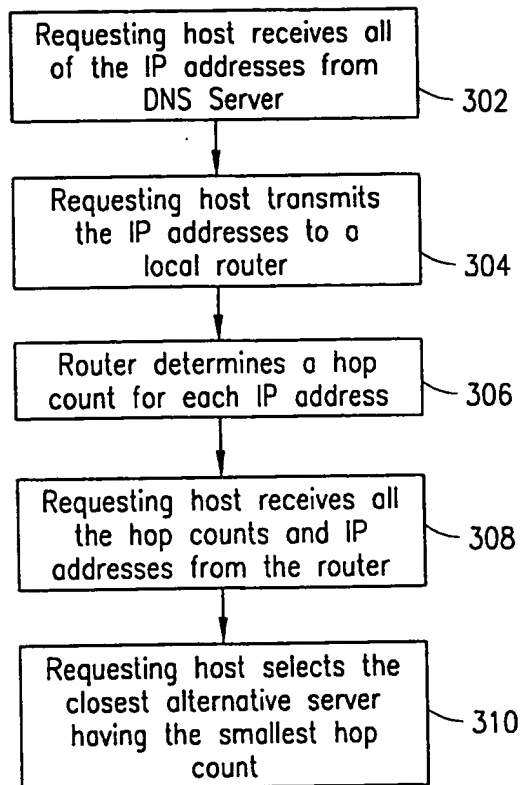 Requesting host receives all
of the IP addresses from
DNS Server
302
Requesting host transmits
the IP addresses to a
local router
304
Router determines a hop
count for each IP address
306
Requesting host receives all
the hop counts and IP
addresses from the router
308
Requesting host selects the
closest alternative server
having the smallest hop
count
310